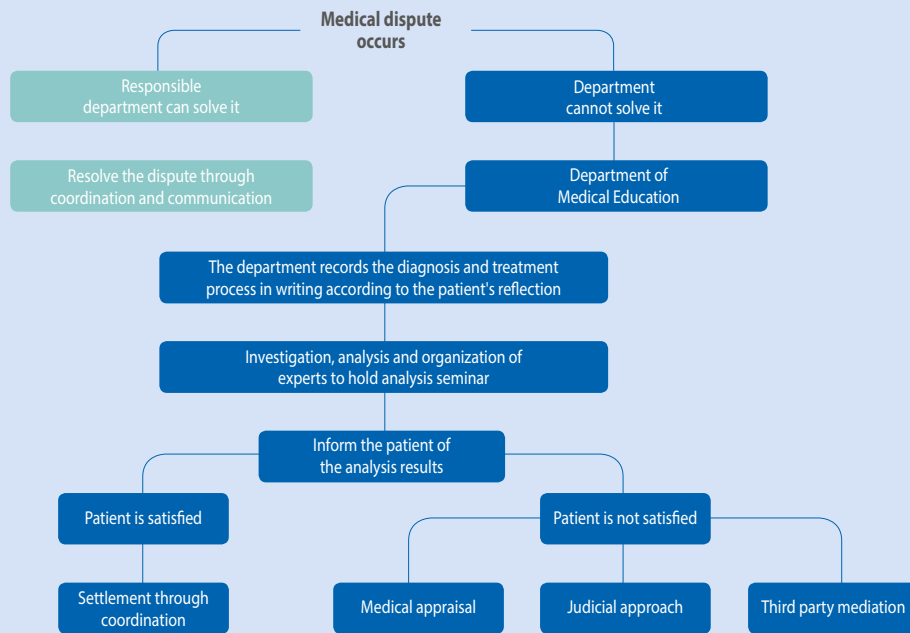 Medical dispute
occurs
Responsible
department can solve it
Department
cannot solve it
Resolve the dispute through
coordination and communication
Department of
Medical Education
The department records the diagnosis and treatment
process in writing according to the patient's reflection
Investigation, analysis and organization of
experts to hold analysis seminar
Inform the patient of
the analysis results
Patient is satisfied
Patient is not satisfied
Settlement through
coordination
Medical appraisal
Judicial approach
Third party mediation